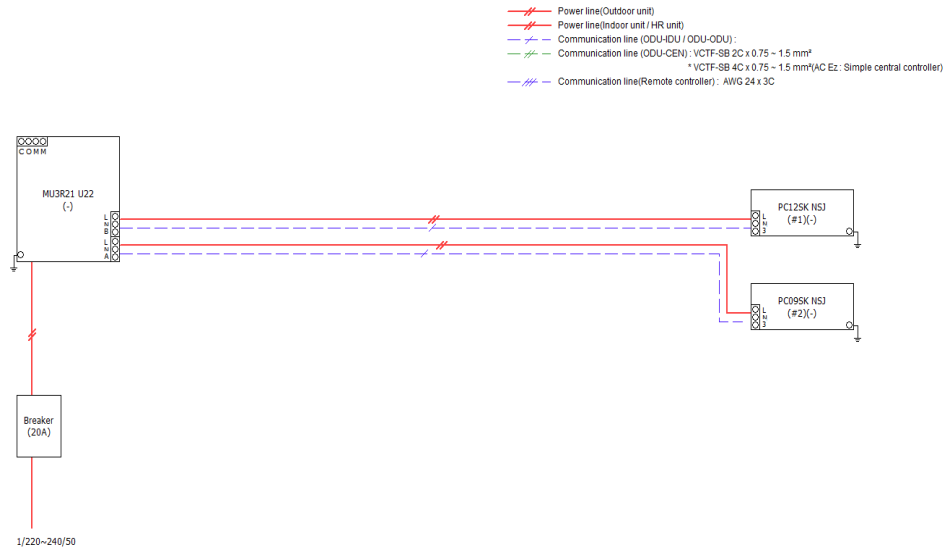 Power line(Outdoor unit)
Power line(Indoor unit / HR unit)
Communication line (ODU-IDU / ODU-ODU) :
Communication line (ODU-CEN) : VCTF-SB 2C x 0.75 ~ 1.5 mm²
* VCTF-SB 4C x 0.75 ~ 1.5 mm²(AC Ez : Simple central controller)
Communication line(Remote controller) : AWG 24 x 3C
COMM
MU3R21 U22
(-)
L
N
B
L
N
A
PC12SK NSJ
(#1)(-)
L
N
3
PC09SK NSJ
(#2)(-)
L
N
3
Breaker
(20A)
1/220~240/50